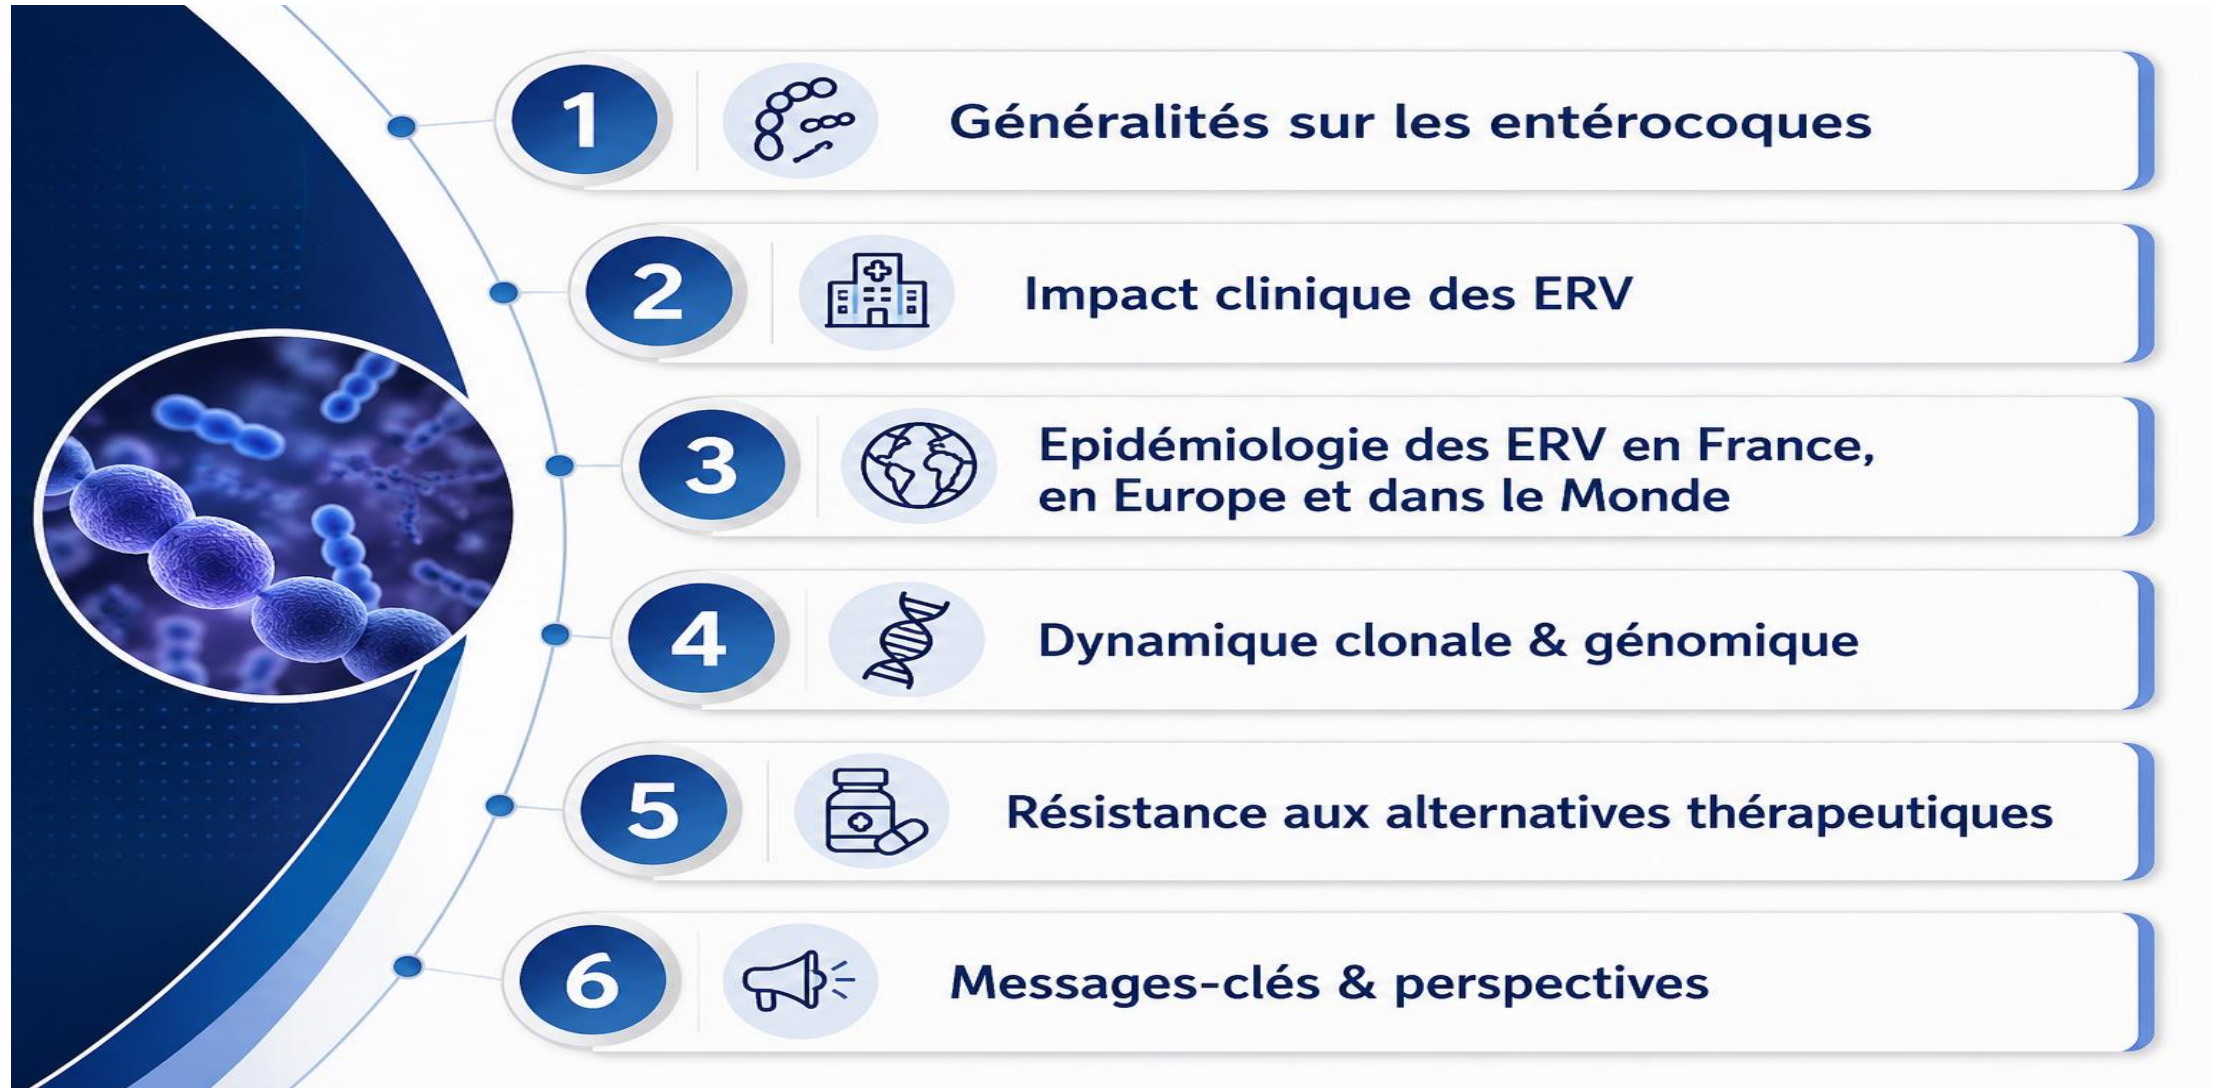 1
Généralités sur les entérocoques
2
Impact clinique des ERV
3
Epidémiologie des ERV en France,
en Europe et dans le Monde
4
Dynamique clonale & génomique
5
Résistance aux alternatives thérapeutiques
6
Messages-clés & perspectives